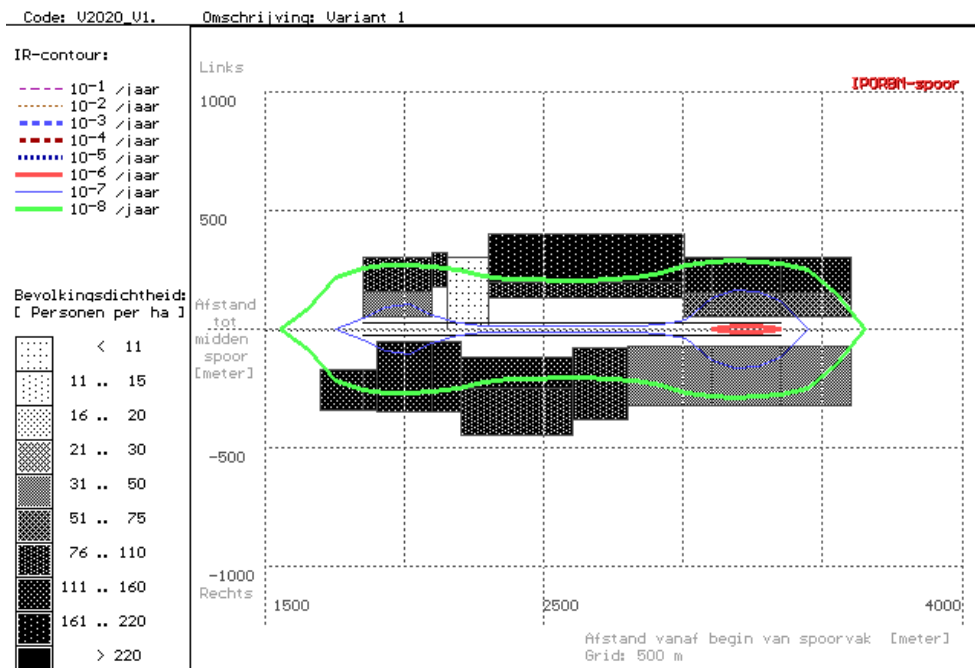 Code: V2020_V1. Omschrijving: Variant 1
IR-contour:
10-1 /jaar
10-2 /jaar
10-3 /jaar
10-4 /jaar
10-5 /jaar
10-6 /jaar
10-7 /jaar
10-8 /jaar
Bevolkingsdichtheid:
[ Personen per ha ]
< 11
11 .. 15
16 .. 20
21 .. 30
31 .. 50
51 .. 75
76 .. 110
111 .. 160
161 .. 220
> 220
Links
IPORBM-spoor
1000
500
Afstand
tot
midden
spoor
[meter]
-500
-1000
Rechts
1500 2500 4000
Afstand vanaf begin van spoorvak [meter]
Grid: 500 m